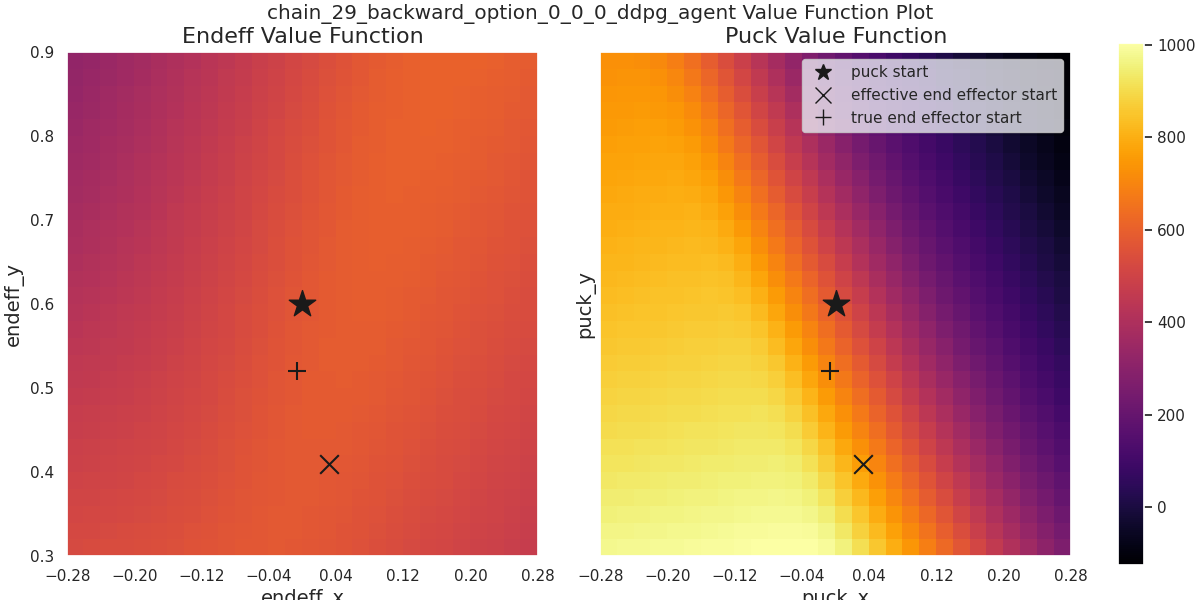 chain_29_backward_option_0_0_0_ddpg_agent Value Function Plot
Endeff Value Function
Puck Value Function
puck start
effective end effector start
true end effector start
endeff_y
0.9
0.8
0.7
0.6
0.5
0.4
0.3
−0.28 −0.20 −0.12 −0.04 0.04 0.12 0.20 0.28
endeff_x
puck_y
−0.28 −0.20 −0.12 −0.04 0.04 0.12 0.20 0.28
puck_x
1000
800
600
400
200
0